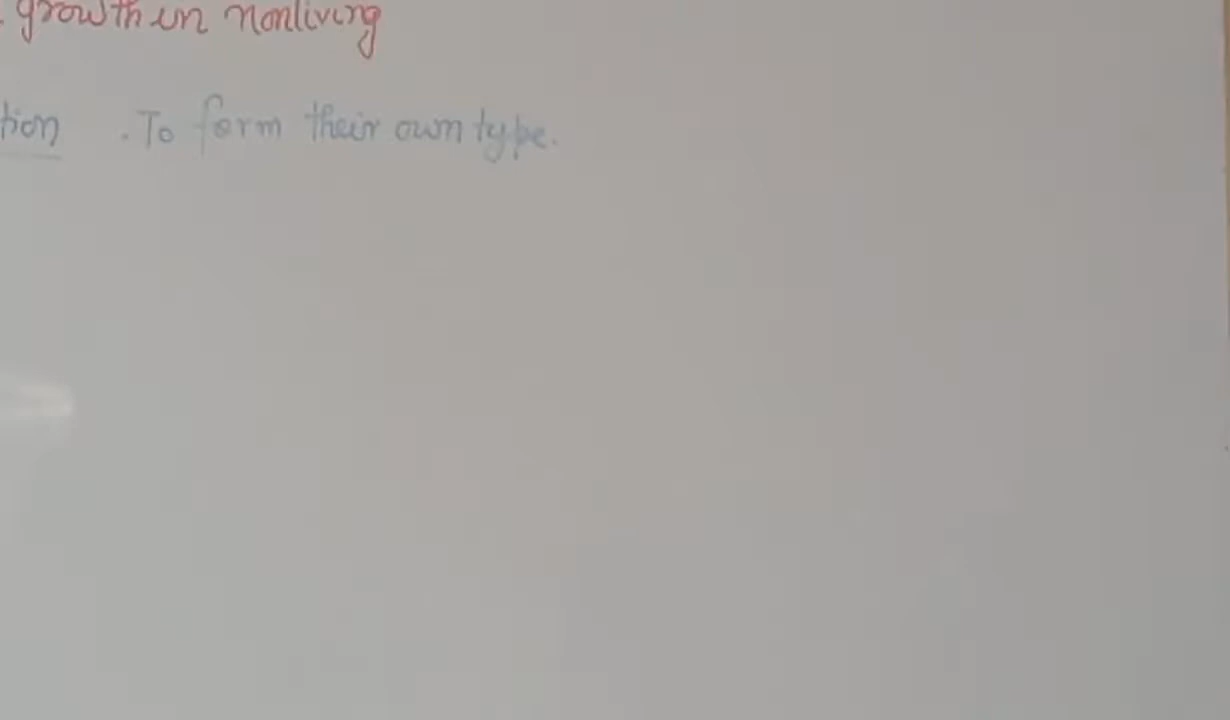 growth in nonliving
tion . To form their own type.